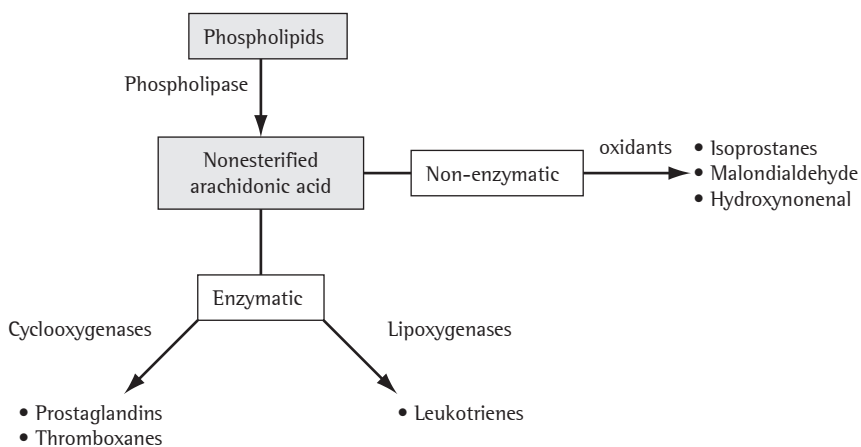 Phospholipids
Phospholipase
Nonesterified
arachidonic acid
Non-enzymatic
oxidants
• Isoprostanes
• Malondialdehyde
• Hydroxynonenal
Enzymatic
Cyclooxygenases
Lipoxygenases
• Prostaglandins
• Thromboxanes
• Leukotrienes